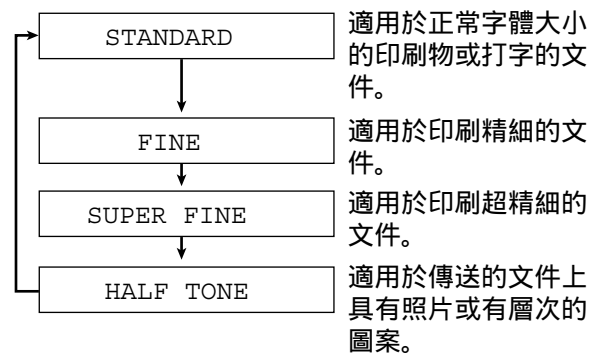 STANDARD
適用於正常字體大小
的印刷物或打字的文
件。
FINE
適用於印刷精細的文
件。
SUPER FINE
適用於印刷超精細的
文件。
HALF TONE
適用於傳送的文件上
具有照片或有層次的
圖案。